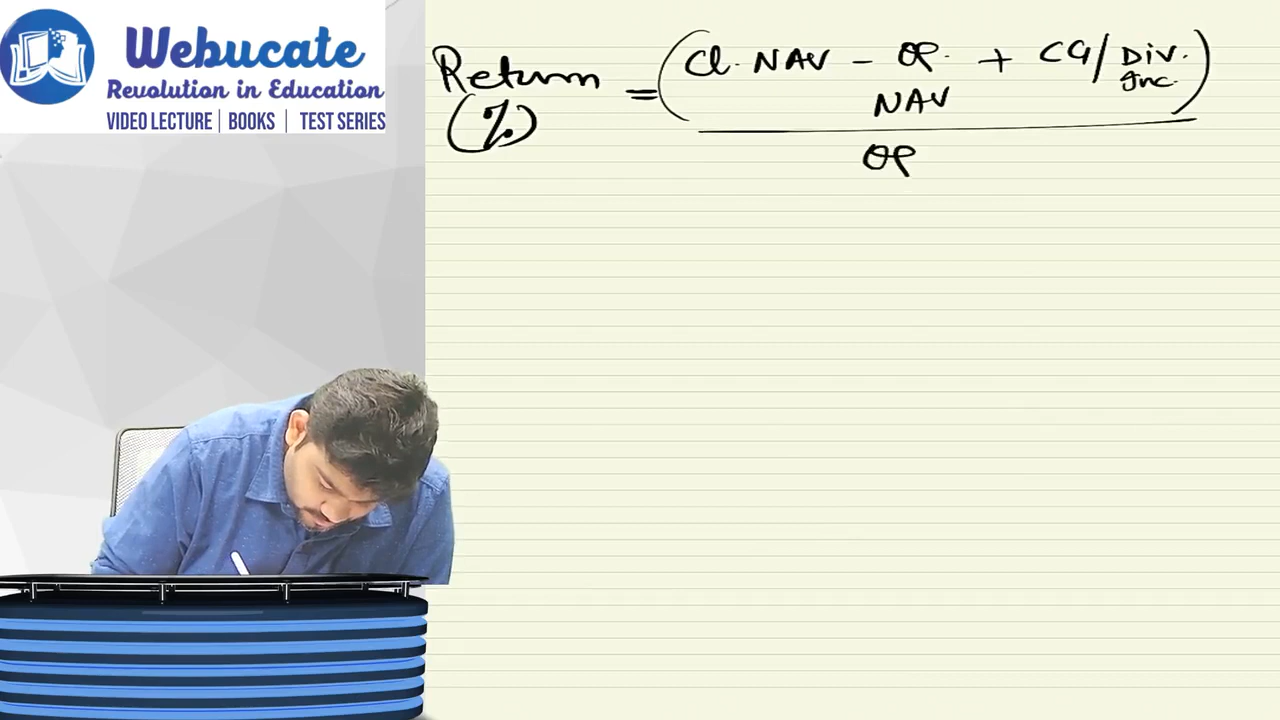 Webucate
Revolution in Education
VIDEO LECTURE | BOOKS | TEST SERIES
Return (%) = (Cl. NAV - OP. NAV + CG/Div. Inc.)
OP